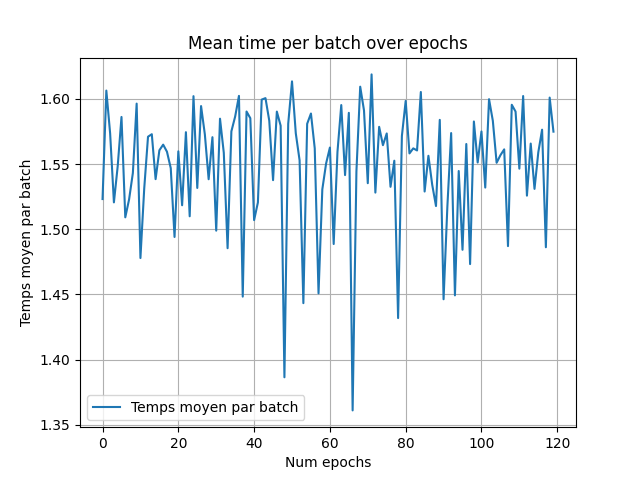 Mean time per batch over epochs
Temps moyen par batch
1.60
1.55
1.50
1.45
1.40
1.35
Temps moyen par batch
0 20 40 60 80 100 120
Num epochs